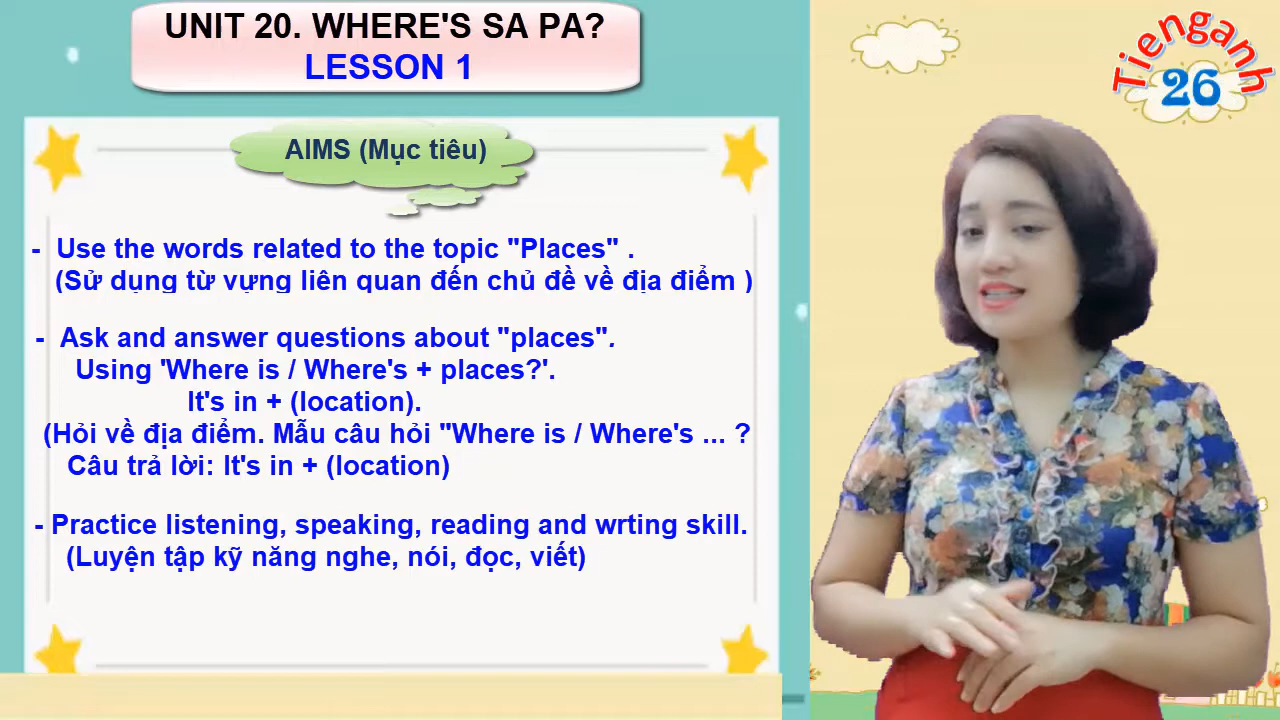 UNIT 20. WHERE'S SA PA?
LESSON 1
Tienganh
26
AIMS (Mục tiêu)
- Use the words related to the topic "Places" .
(Sử dụng từ vựng liên quan đến chủ đề về địa điểm )
- Ask and answer questions about "places".
Using 'Where is / Where's + places?'.
It's in + (location).
(Hỏi về địa điểm. Mẫu câu hỏi "Where is / Where's ... ?
Câu trả lời: It's in + (location)
- Practice listening, speaking, reading and wrting skill.
(Luyện tập kỹ năng nghe, nói, đọc, viết)